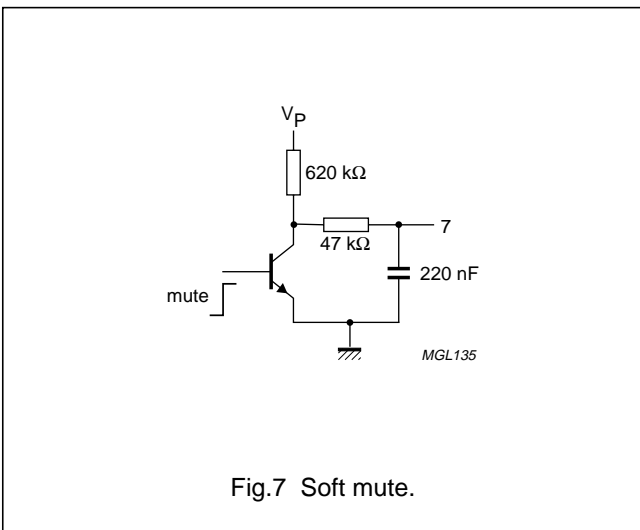 V_P
620 kΩ
7
47 kΩ
220 nF
mute
MGL135
Fig.7 Soft mute.